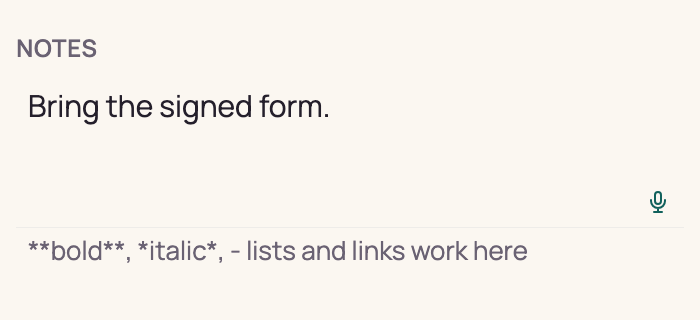 NOTES
Bring the signed form.
**bold**, *italic*, - lists and links work here